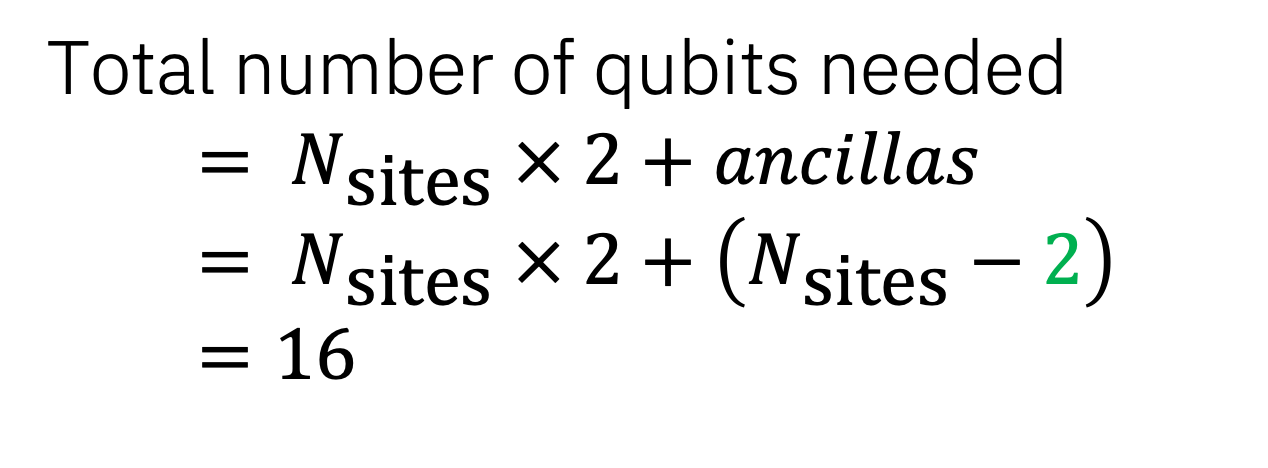 Total number of qubits needed
= N_sites × 2 + ancillas
= N_sites × 2 + (N_sites − 2)
= 16